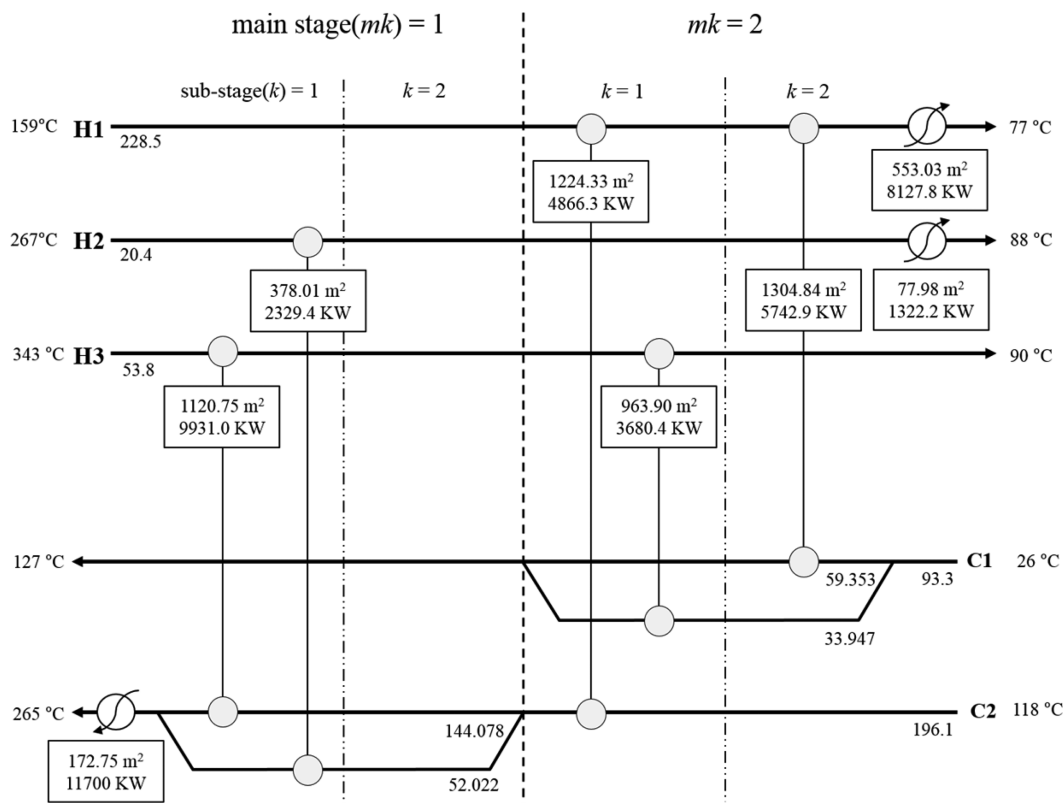 main stage(mk) = 1
mk = 2
sub-stage(k) = 1
k = 2
k = 1
k = 2
159°C H1
77 °C
228.5
1224.33 m²
4866.3 KW
553.03 m²
8127.8 KW
267°C H2
88 °C
20.4
378.01 m²
2329.4 KW
1304.84 m²
5742.9 KW
77.98 m²
1322.2 KW
343 °C H3
90 °C
53.8
1120.75 m²
9931.0 KW
963.90 m²
3680.4 KW
127 °C
C1 26 °C
59.353
93.3
33.947
265 °C
C2 118 °C
144.078
196.1
172.75 m²
11700 KW
52.022